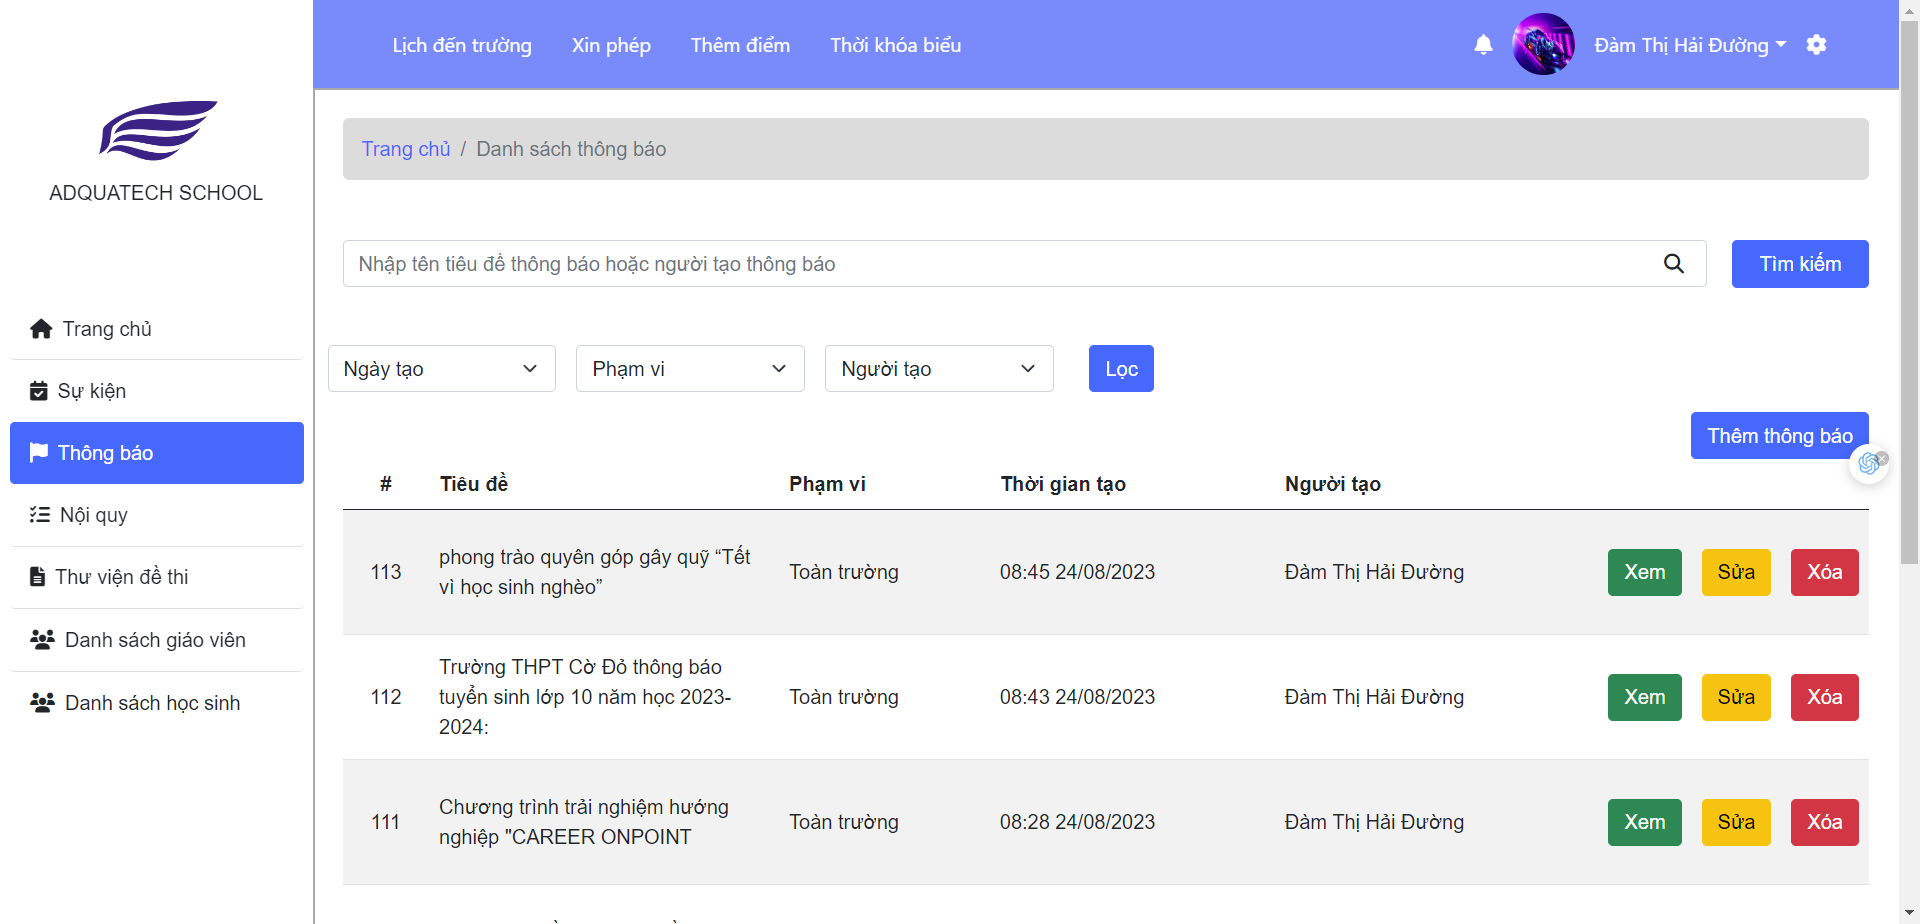 Lịch đến trường
Xin phép
Thêm điểm
Thời khóa biểu
Đàm Thị Hải Đường
ADQUATECH SCHOOL
Trang chủ
Sự kiện
Thông báo
Nội quy
Thư viện đề thi
Danh sách giáo viên
Danh sách học sinh
Trang chủ / Danh sách thông báo
Nhập tên tiêu đề thông báo hoặc người tạo thông báo
Tìm kiếm
Ngày tạo
Phạm vi
Người tạo
Lọc
Thêm thông báo
# Tiêu đề Phạm vi Thời gian tạo Người tạo
113
phong trào quyên góp gây quỹ “Tết
vì học sinh nghèo”
Toàn trường
08:45 24/08/2023
Đàm Thị Hải Đường
Xem Sửa Xóa
112
Trường THPT Cờ Đỏ thông báo
tuyển sinh lớp 10 năm học 2023-
2024:
Toàn trường
08:43 24/08/2023
Đàm Thị Hải Đường
Xem Sửa Xóa
111
Chương trình trải nghiệm hướng
nghiệp "CAREER ONPOINT
Toàn trường
08:28 24/08/2023
Đàm Thị Hải Đường
Xem Sửa Xóa